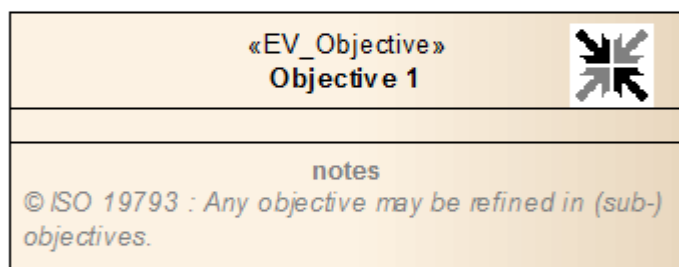 «EV_Objective»
Objective 1
notes
© ISO 19793 : Any objective may be refined in (sub-)
objectives.